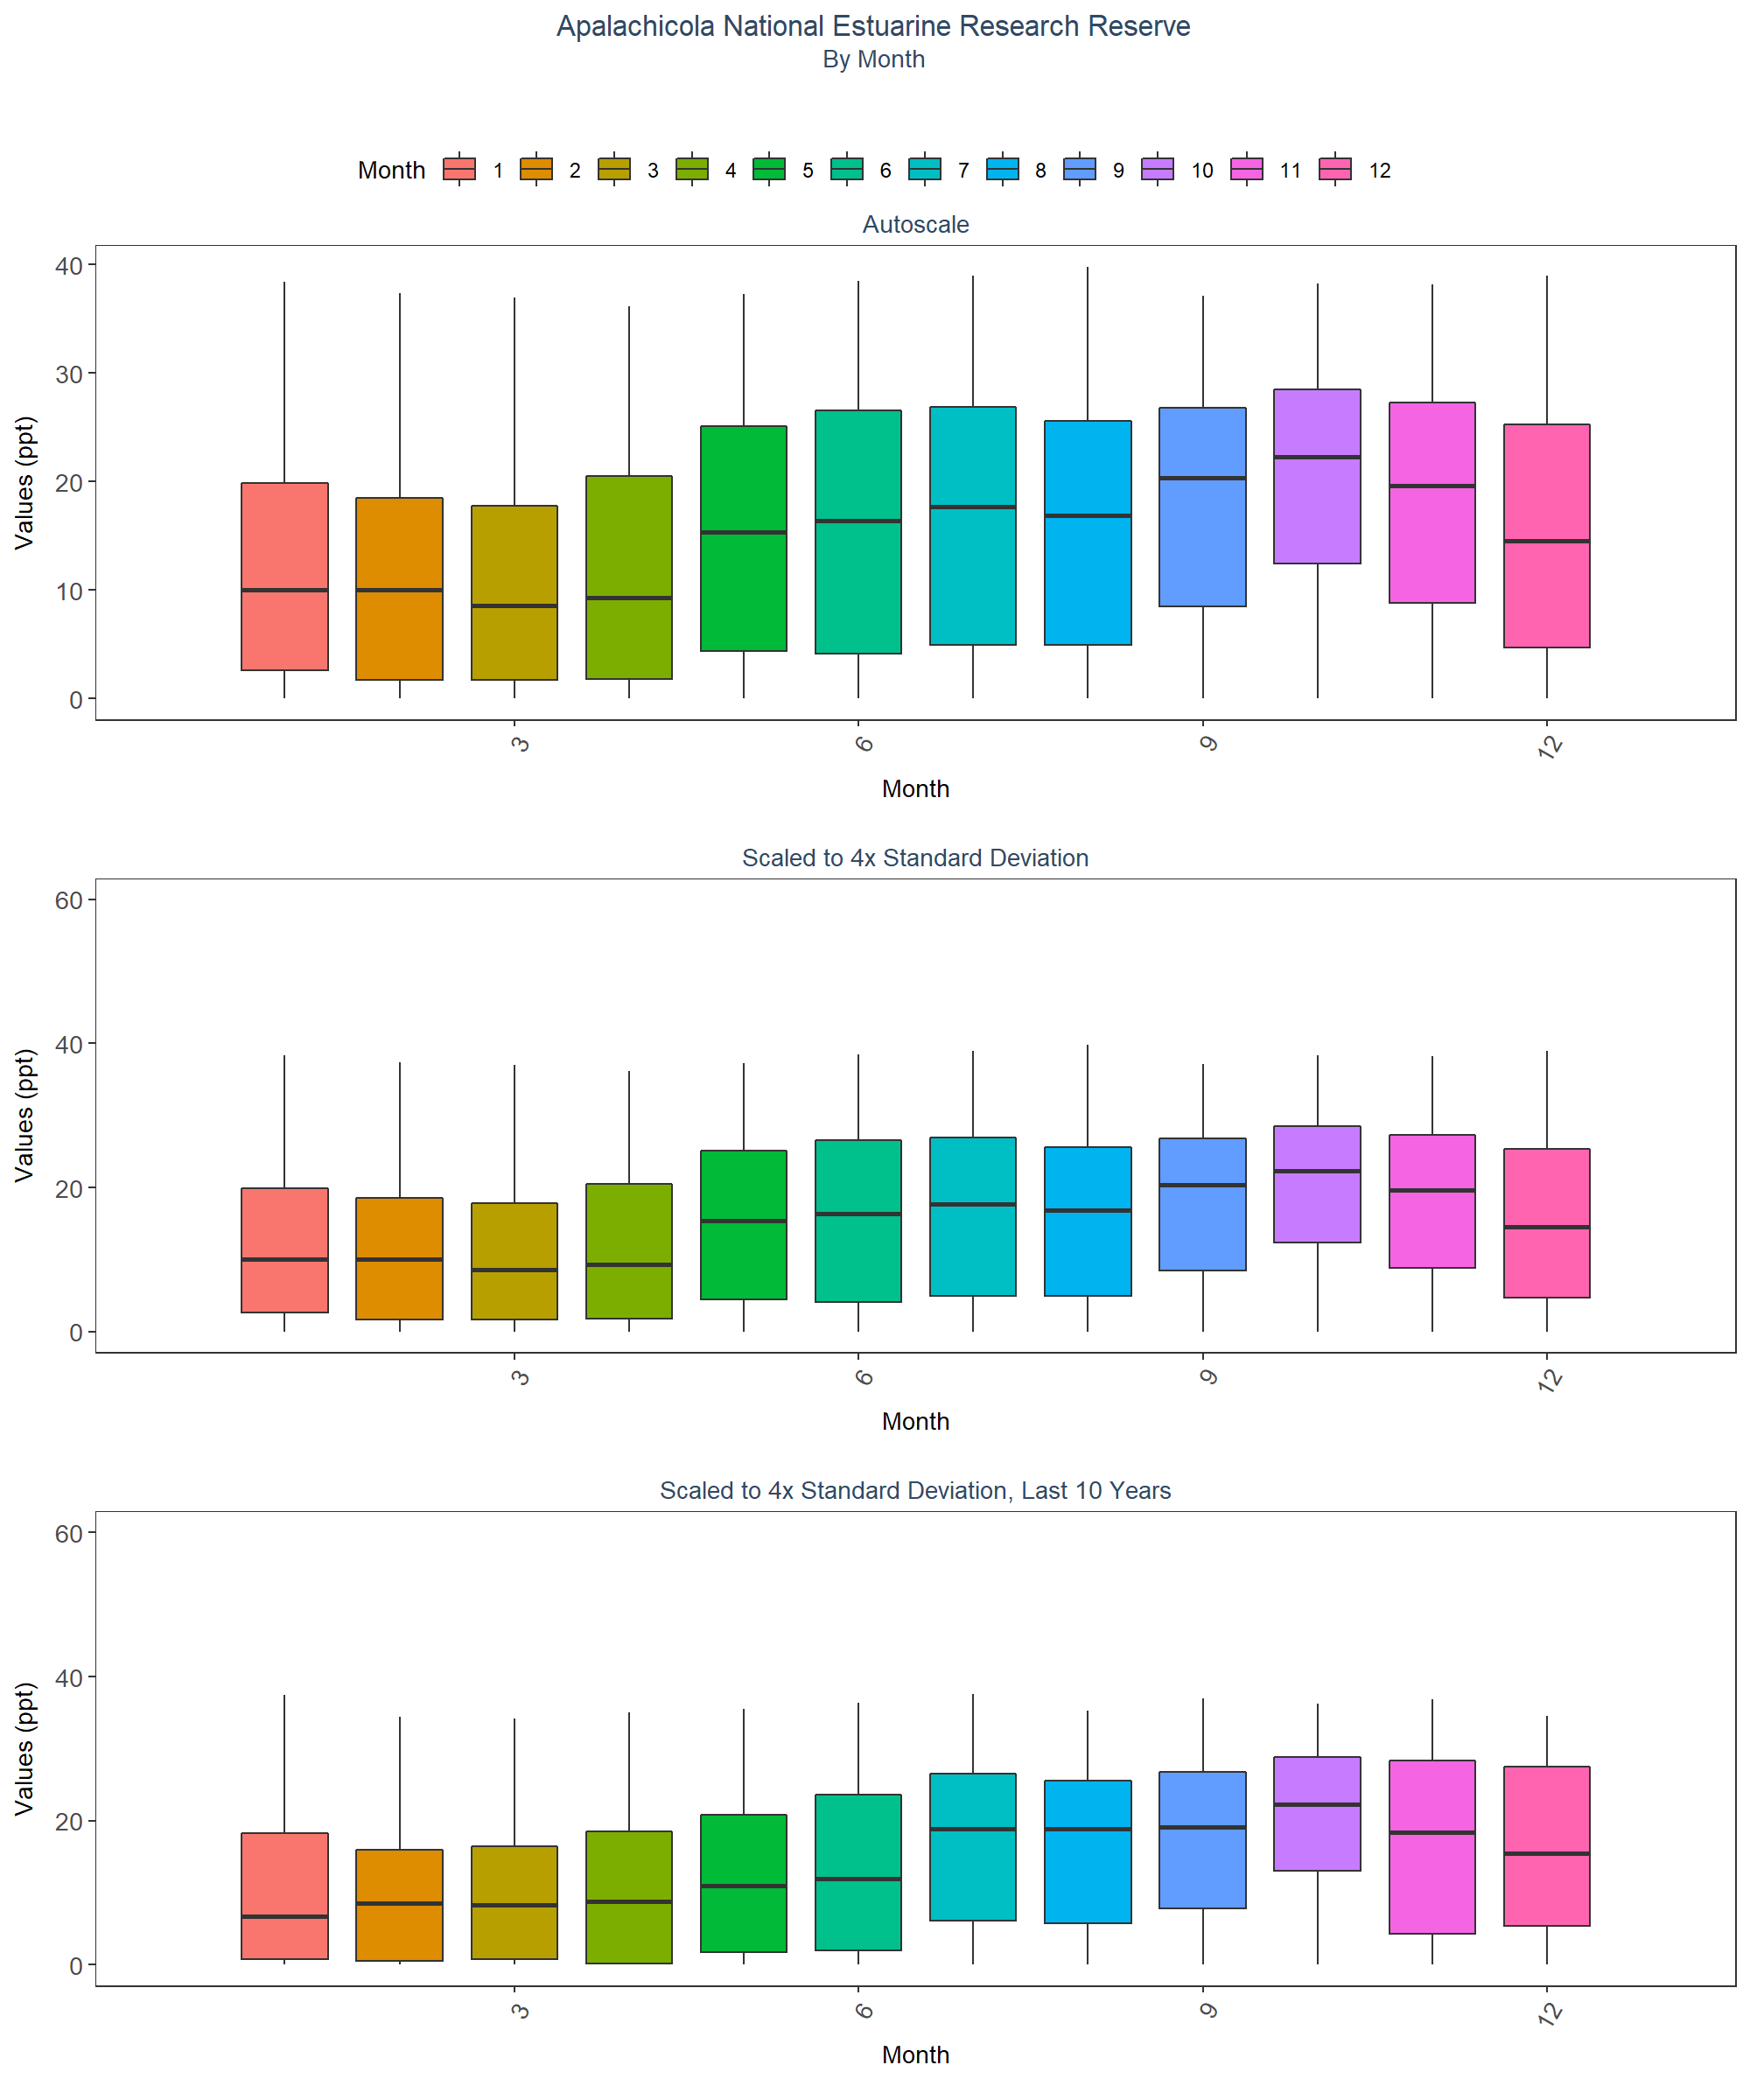 Apalachicola National Estuarine Research Reserve
By Month
Month 1 2 3 4 5 6 7 8 9 10 11 12
Autoscale
Values (ppt)
40
30
20
10
0
3 6 9 12
Month
Scaled to 4x Standard Deviation
Values (ppt)
60
40
20
0
3 6 9 12
Month
Scaled to 4x Standard Deviation, Last 10 Years
Values (ppt)
60
40
20
0
3 6 9 12
Month